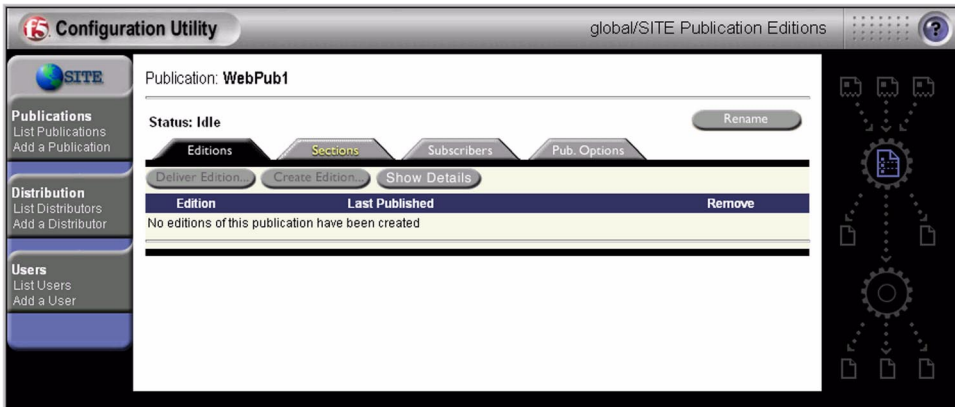 f5 Configuration Utility
global/SITE Publication Editions
?
SITE
Publications
List Publications
Add a Publication
Distribution
List Distributors
Add a Distributor
Users
List Users
Add a User
Publication: WebPub1
Status: Idle
Rename
Editions Sections Subscribers Pub. Options
Deliver Edition... Create Edition... Show Details
Edition Last Published Remove
No editions of this publication have been created